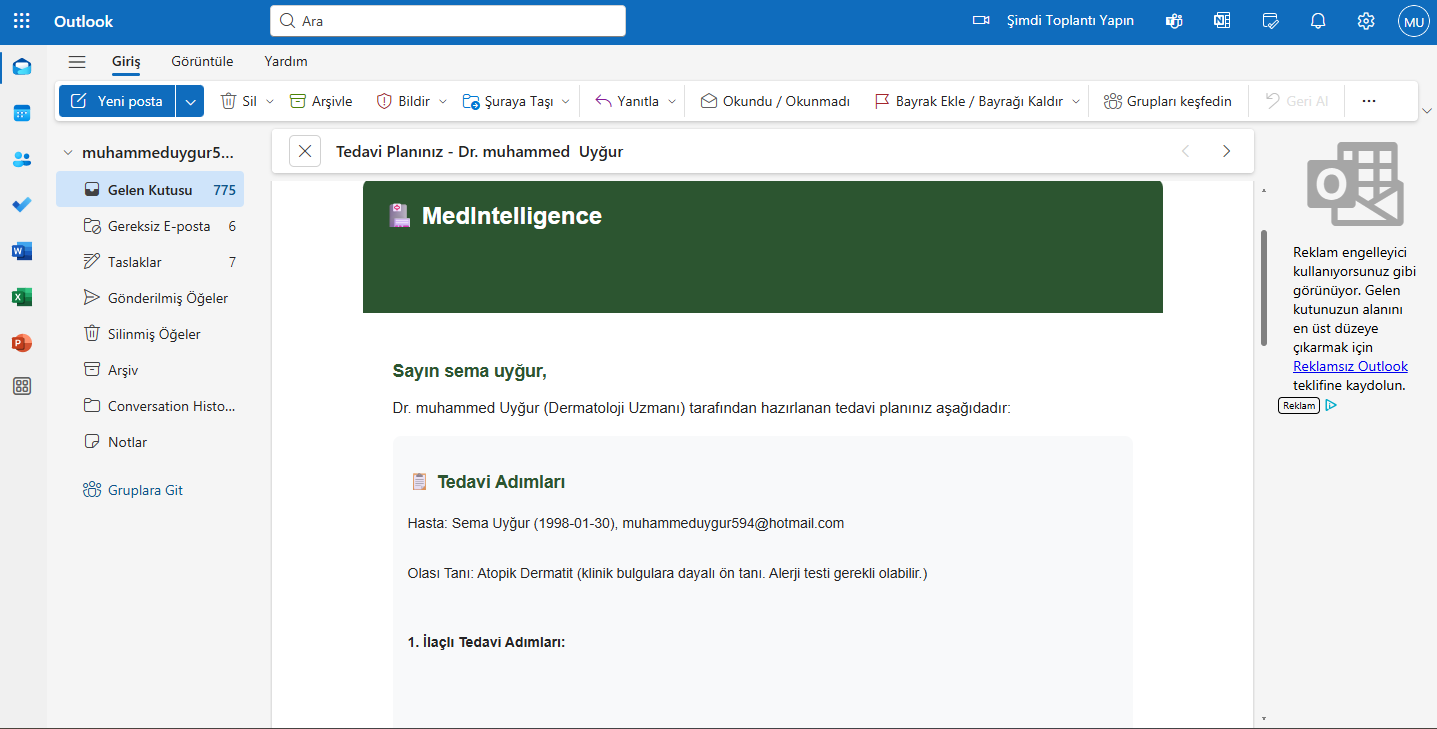 Outlook
Ara
Şimdi Toplantı Yapın
MU
Giriş
Görüntüle
Yardım
Yeni posta
Sil
Arşivle
Bildir
Şuraya Taşı
Yanıtla
Okundu / Okunmadı
Bayrak Ekle / Bayrağı Kaldır
Grupları keşfedin
Geri Al
muhammeduygur5...
Gelen Kutusu 775
Gereksiz E-posta 6
Taslaklar 7
Gönderilmiş Öğeler
Silinmiş Öğeler
Arşiv
Conversation Histo...
Notlar
Gruplara Git
Tedavi Planınız - Dr. muhammed Uyğur
MedIntelligence
Sayın sema uyğur,
Dr. muhammed Uyğur (Dermatoloji Uzmanı) tarafından hazırlanan tedavi planınız aşağıdadır:
Tedavi Adımları
Hasta: Sema Uyğur (1998-01-30), muhammeduygur594@hotmail.com
Olası Tanı: Atopik Dermatit (klinik bulgulara dayalı ön tanı. Alerji testi gerekli olabilir.)
1. İlaçlı Tedavi Adımları:
Reklam engelleyici
kullanıyorsunuz gibi
görünüyor. Gelen
kutunuzun alanını
en üst düzeye
çıkarmak için
Reklamsız Outlook
teklifine kaydolun.
Reklam